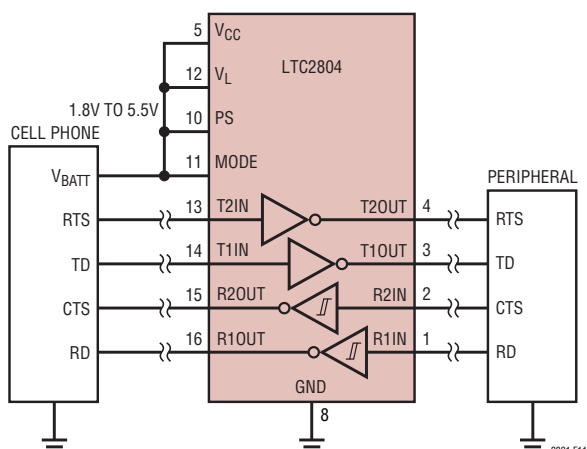 5 VCC
LTC2804
12 VL
1.8V TO 5.5V
10 PS
CELL PHONE
11 MODE
PERIPHERAL
VBATT
RTS 13 T2IN T2OUT 4 RTS
TD 14 T1IN T1OUT 3 TD
CTS 15 R2OUT R2IN 2 CTS
RD 16 R1OUT R1IN 1 RD
GND
8